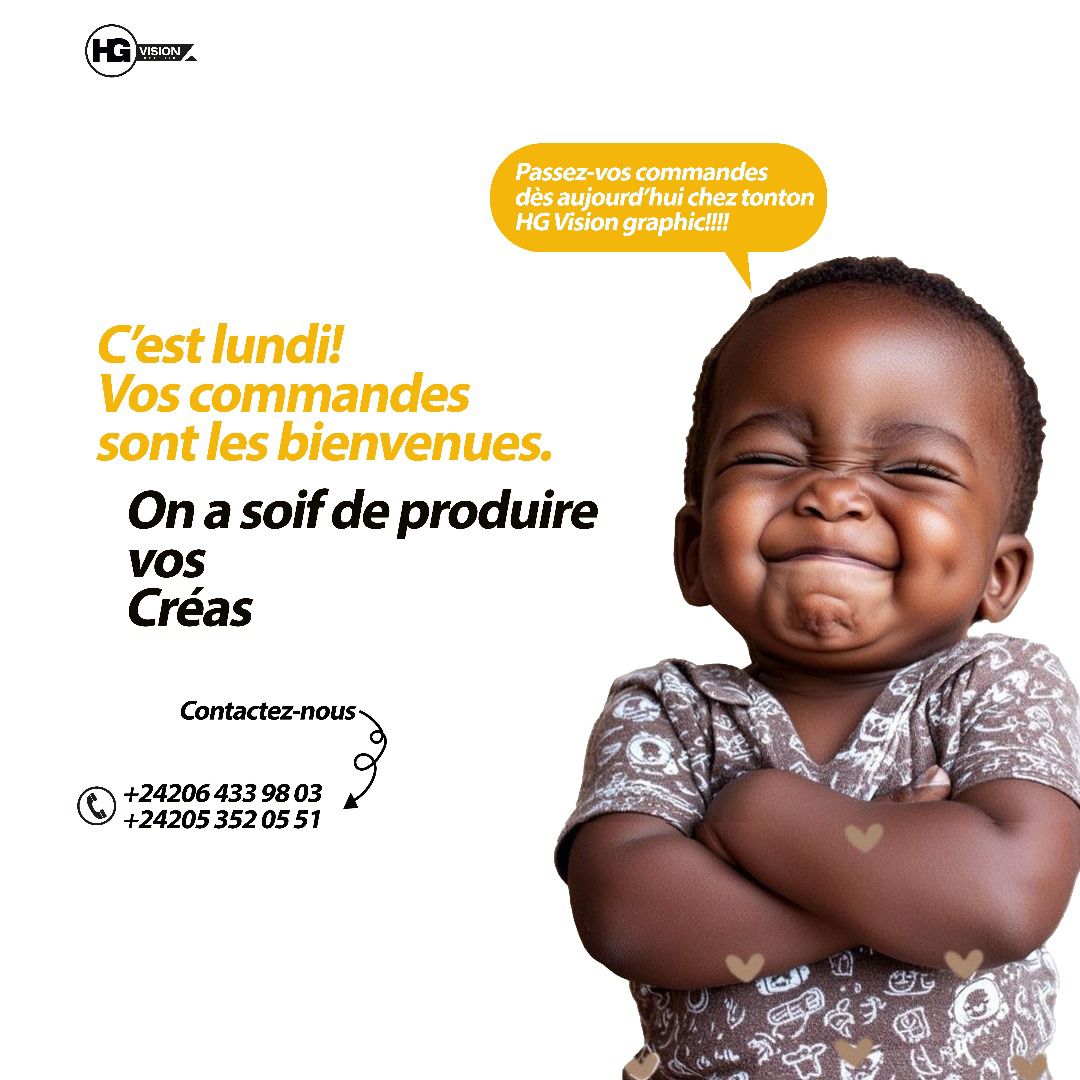 HG VISION
Passez-vos commandes
dès aujourd’hui chez tonton
HG Vision graphic!!!!
C’est lundi!
Vos commandes
sont les bienvenues.
On a soif de produire
vos
Créas
Contactez-nous
+24206 433 98 03
+24205 352 05 51